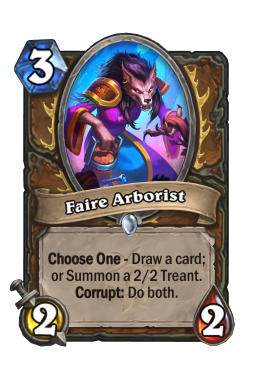 3
Faire Arborist
Choose One - Draw a card;
or Summon a 2/2 Treant.
Corrupt: Do both.
2 2